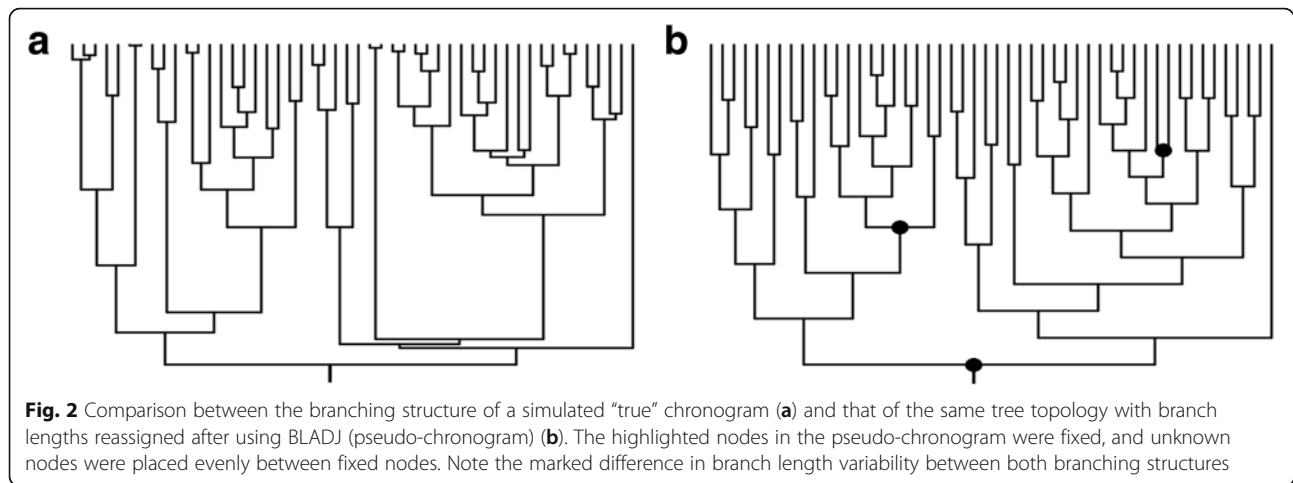 a
b
Fig. 2 Comparison between the branching structure of a simulated “true” chronogram (a) and that of the same tree topology with branch
lengths reassigned after using BLADJ (pseudo-chronogram) (b). The highlighted nodes in the pseudo-chronogram were fixed, and unknown
nodes were placed evenly between fixed nodes. Note the marked difference in branch length variability between both branching structures